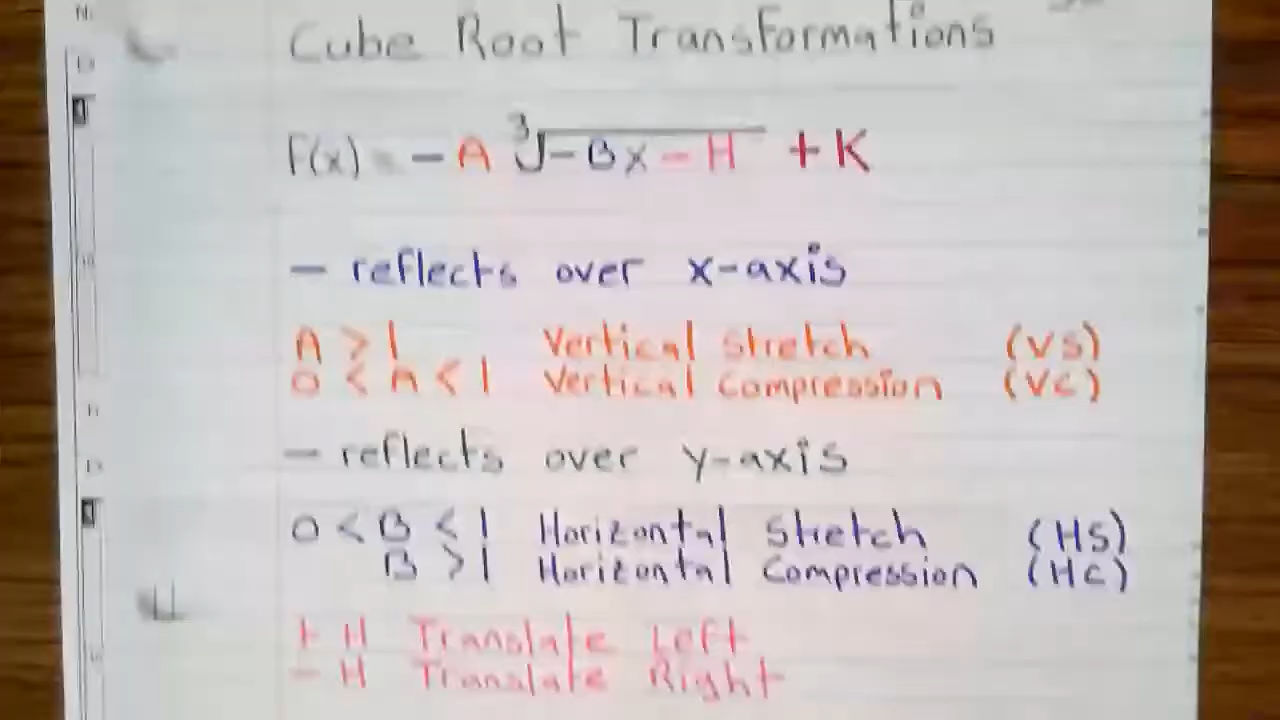 Cube Root Transformations
F(x) = -A ∛(-Bx - H) + K
- reflects over x-axis
A > 1 Vertical Stretch (VS)
0 < A < 1 Vertical Compression (VC)
- reflects over y-axis
0 < B < 1 Horizontal Stretch (HS)
B > 1 Horizontal Compression (HC)
+ H Translate Left
- H Translate Right